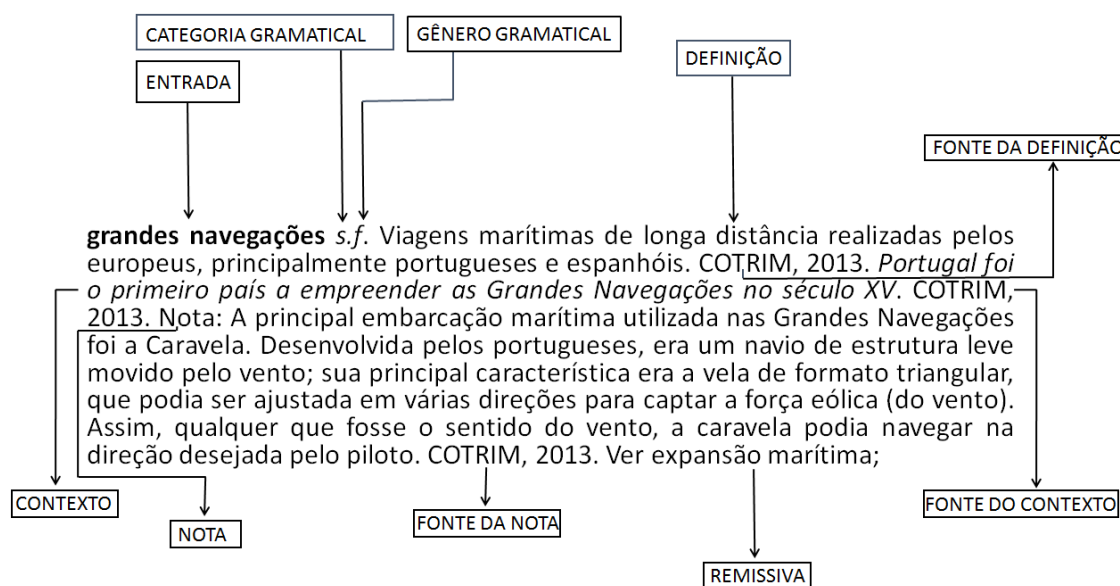 CATEGORIA GRAMATICAL
GÊNERO GRAMATICAL
DEFINIÇÃO
ENTRADA
FONTE DA DEFINIÇÃO
grandes navegações s.f. Viagens marítimas de longa distância realizadas pelos
europeus, principalmente portugueses e espanhóis. COTRIM, 2013. Portugal foi
o primeiro país a empreender as Grandes Navegações no século XV. COTRIM,
2013. Nota: A principal embarcação marítima utilizada nas Grandes Navegações
foi a Caravela. Desenvolvida pelos portugueses, era um navio de estrutura leve
movido pelo vento; sua principal característica era a vela de formato triangular,
que podia ser ajustada em várias direções para captar a força eólica (do vento).
Assim, qualquer que fosse o sentido do vento, a caravela podia navegar na
direção desejada pelo piloto. COTRIM, 2013. Ver expansão marítima;
CONTEXTO
FONTE DO CONTEXTO
FONTE DA NOTA
NOTA
REMISSIVA